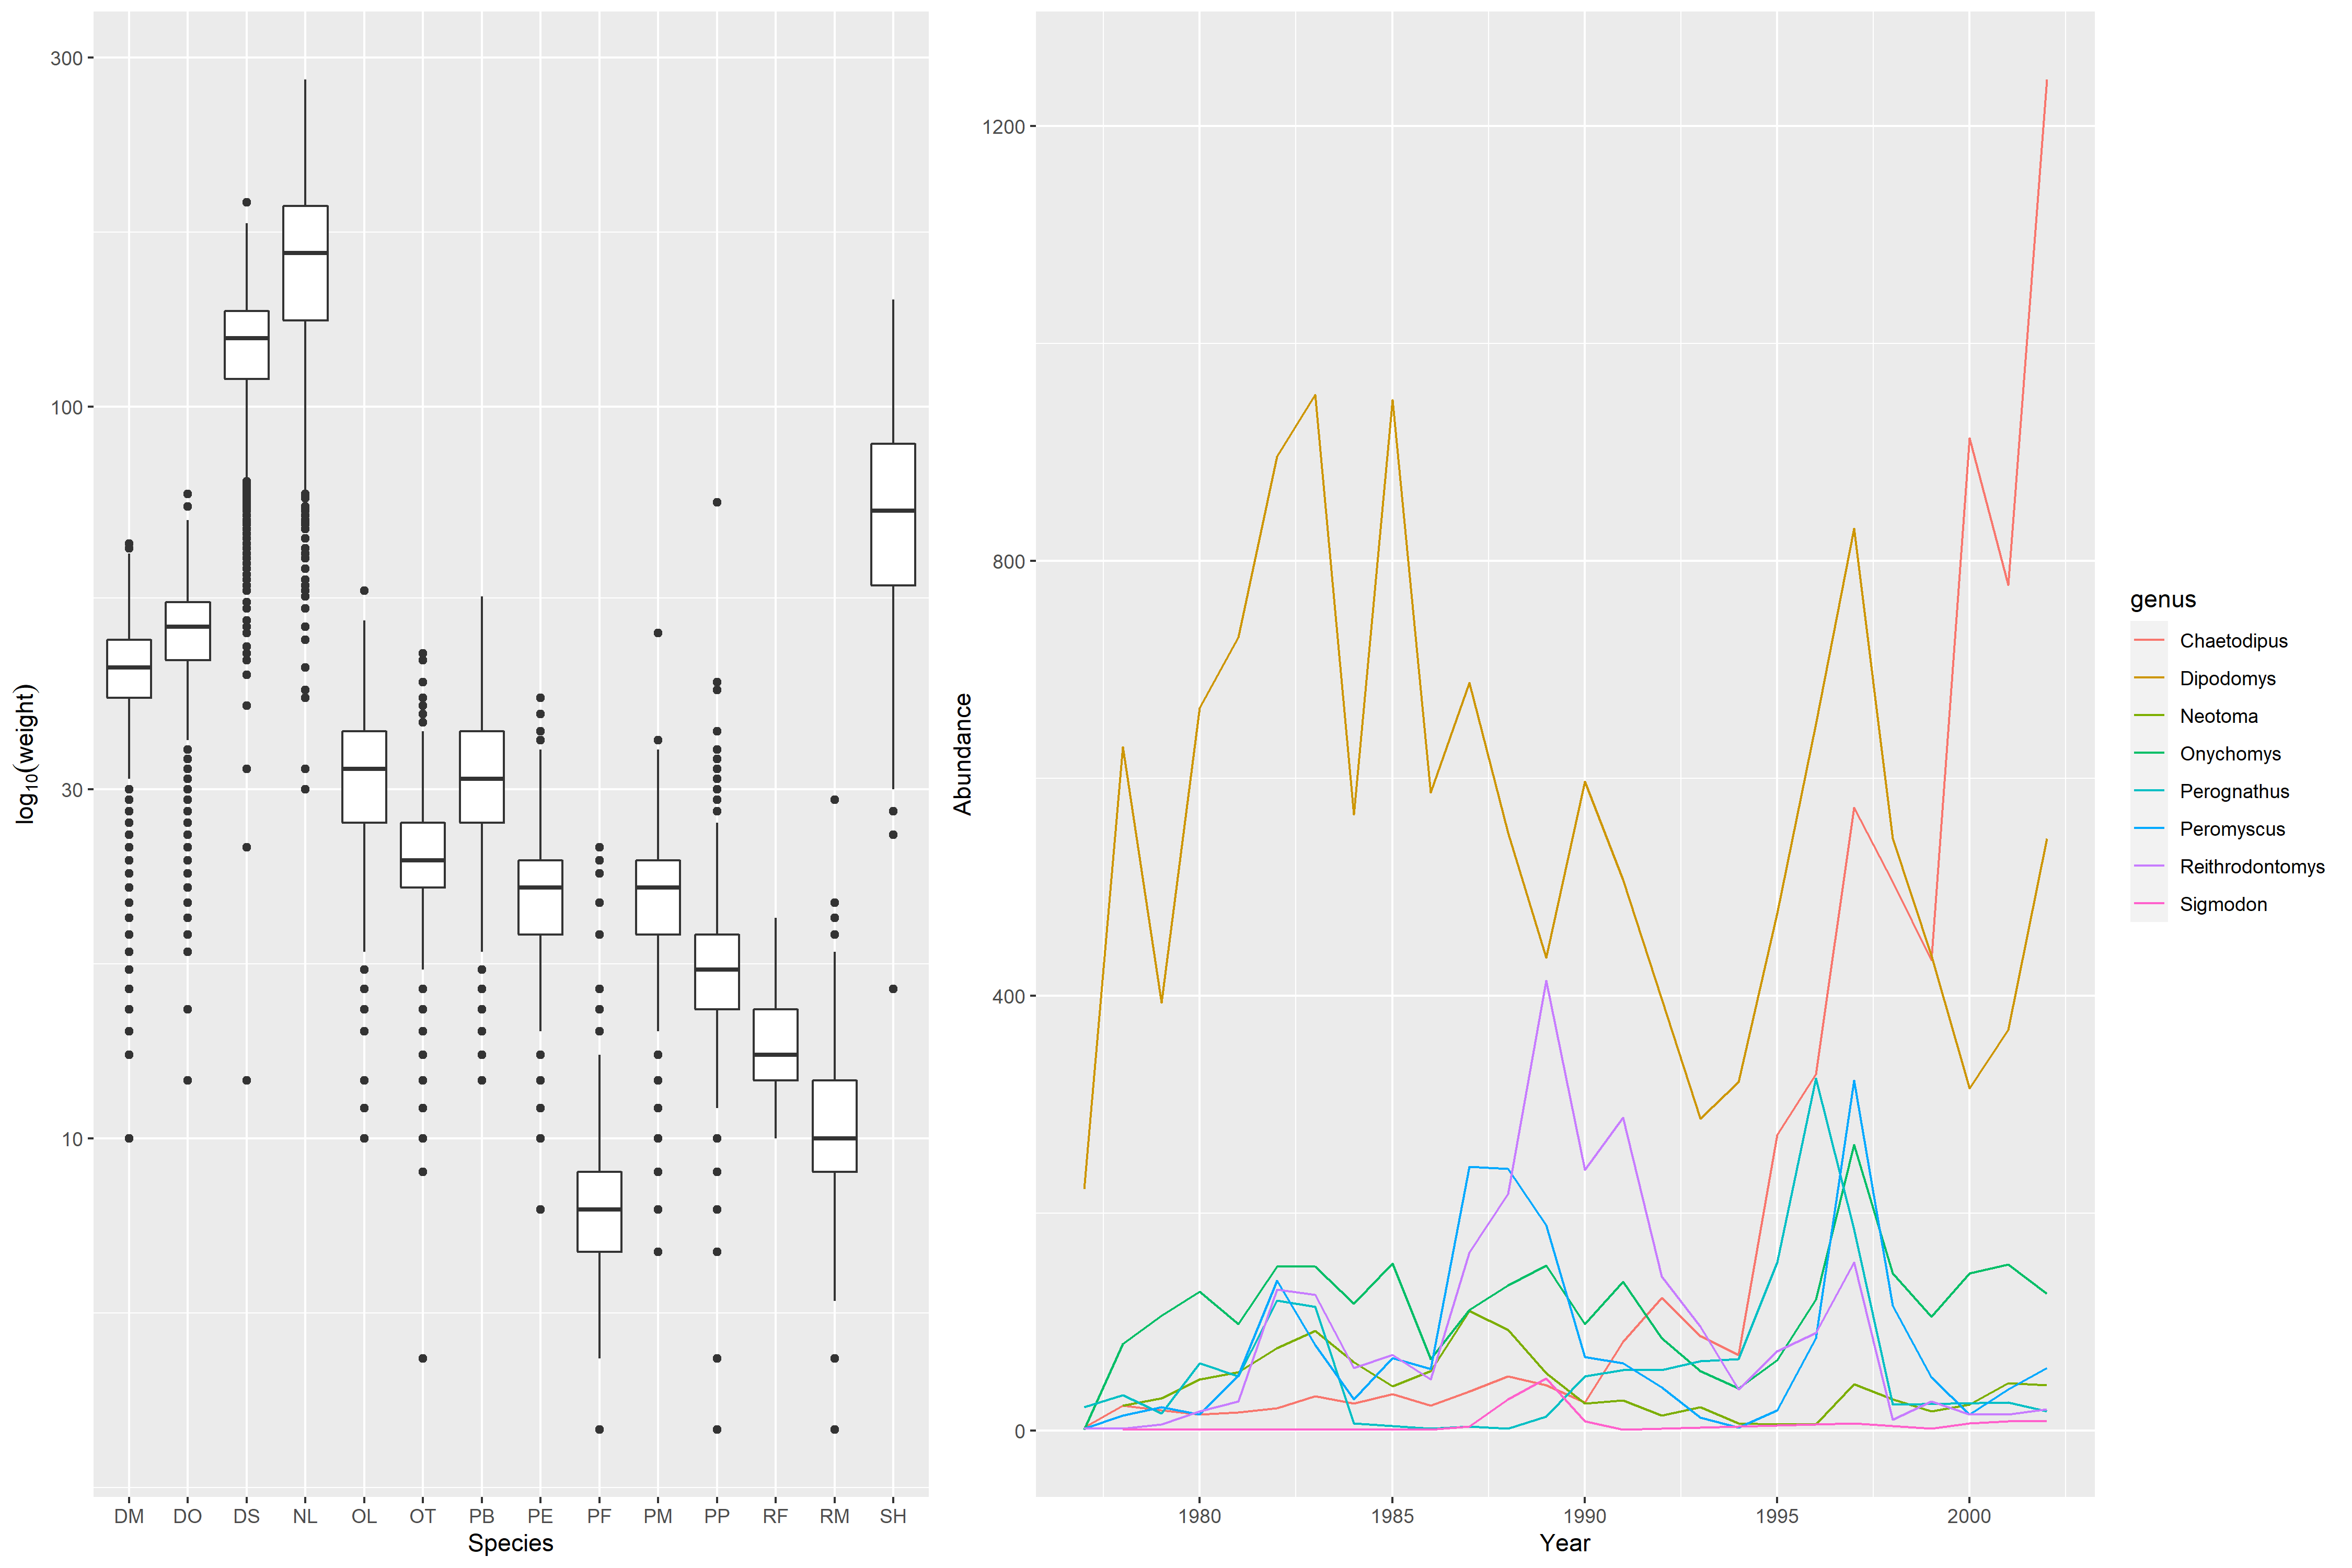 300
100
30
10
log10(weight)
DM DO DS NL OL OT PB PE PF PM PP RF RM SH
Species
1200
800
400
0
Abundance
1980 1985 1990 1995 2000
Year
genus
Chaetodipus
Dipodomys
Neotoma
Onychomys
Perognathus
Peromyscus
Reithrodontomys
Sigmodon